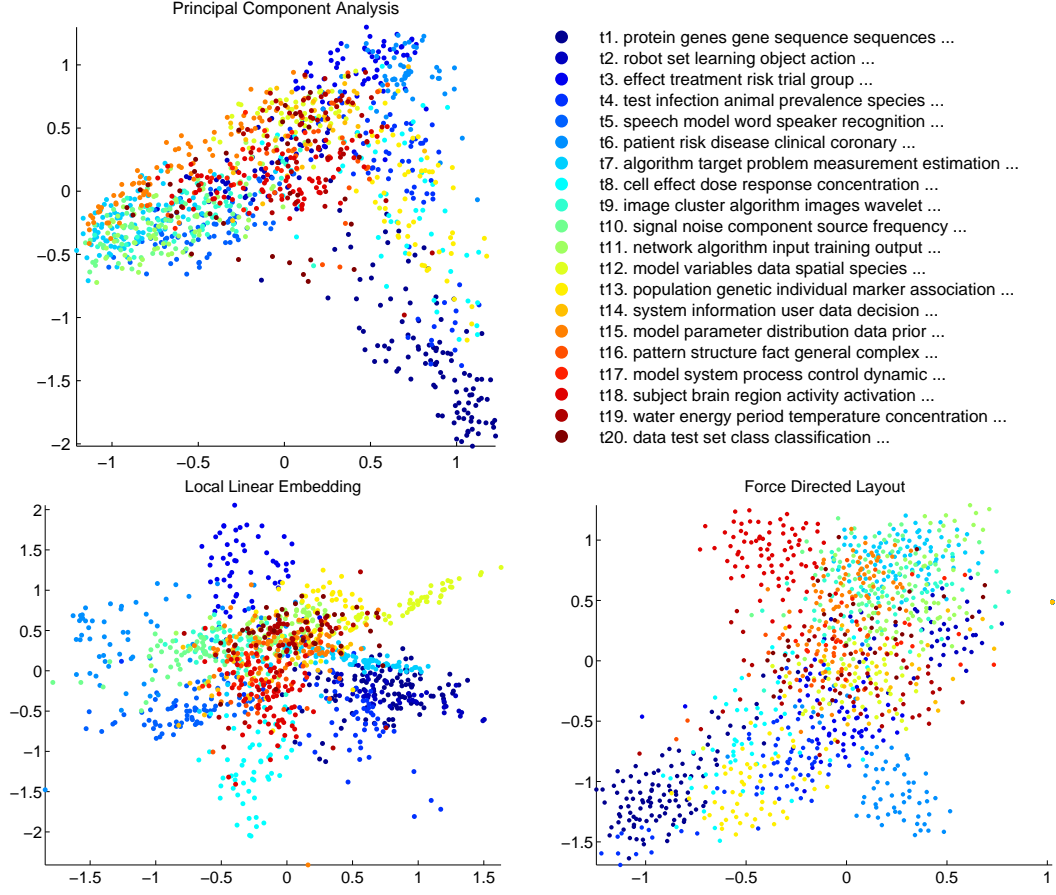 Principal Component Analysis
1
0.5
0
−0.5
−1
−1.5
−2
−1
−0.5
0
0.5
1
t1. protein genes gene sequence sequences ...
t2. robot set learning object action ...
t3. effect treatment risk trial group ...
t4. test infection animal prevalence species ...
t5. speech model word speaker recognition ...
t6. patient risk disease clinical coronary ...
t7. algorithm target problem measurement estimation ...
t8. cell effect dose response concentration ...
t9. image cluster algorithm images wavelet ...
t10. signal noise component source frequency ...
t11. network algorithm input training output ...
t12. model variables data spatial species ...
t13. population genetic individual marker association ...
t14. system information user data decision ...
t15. model parameter distribution data prior ...
t16. pattern structure fact general complex ...
t17. model system process control dynamic ...
t18. subject brain region activity activation ...
t19. water energy period temperature concentration ...
t20. data test set class classification ...
Local Linear Embedding
2
1.5
1
0.5
0
−0.5
−1
−1.5
−2
−1.5
−1
−0.5
0
0.5
1
1.5
Force Directed Layout
1
0.5
0
−0.5
−1
−1.5
−1
−0.5
0
0.5
1